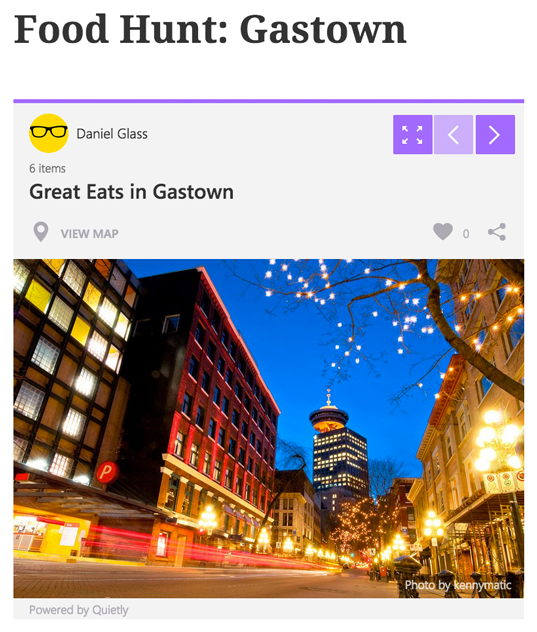 Food Hunt: Gastown
Daniel Glass
6 items
Great Eats in Gastown
VIEW MAP
0
P
Photo by kennymatic
Powered by Quietly